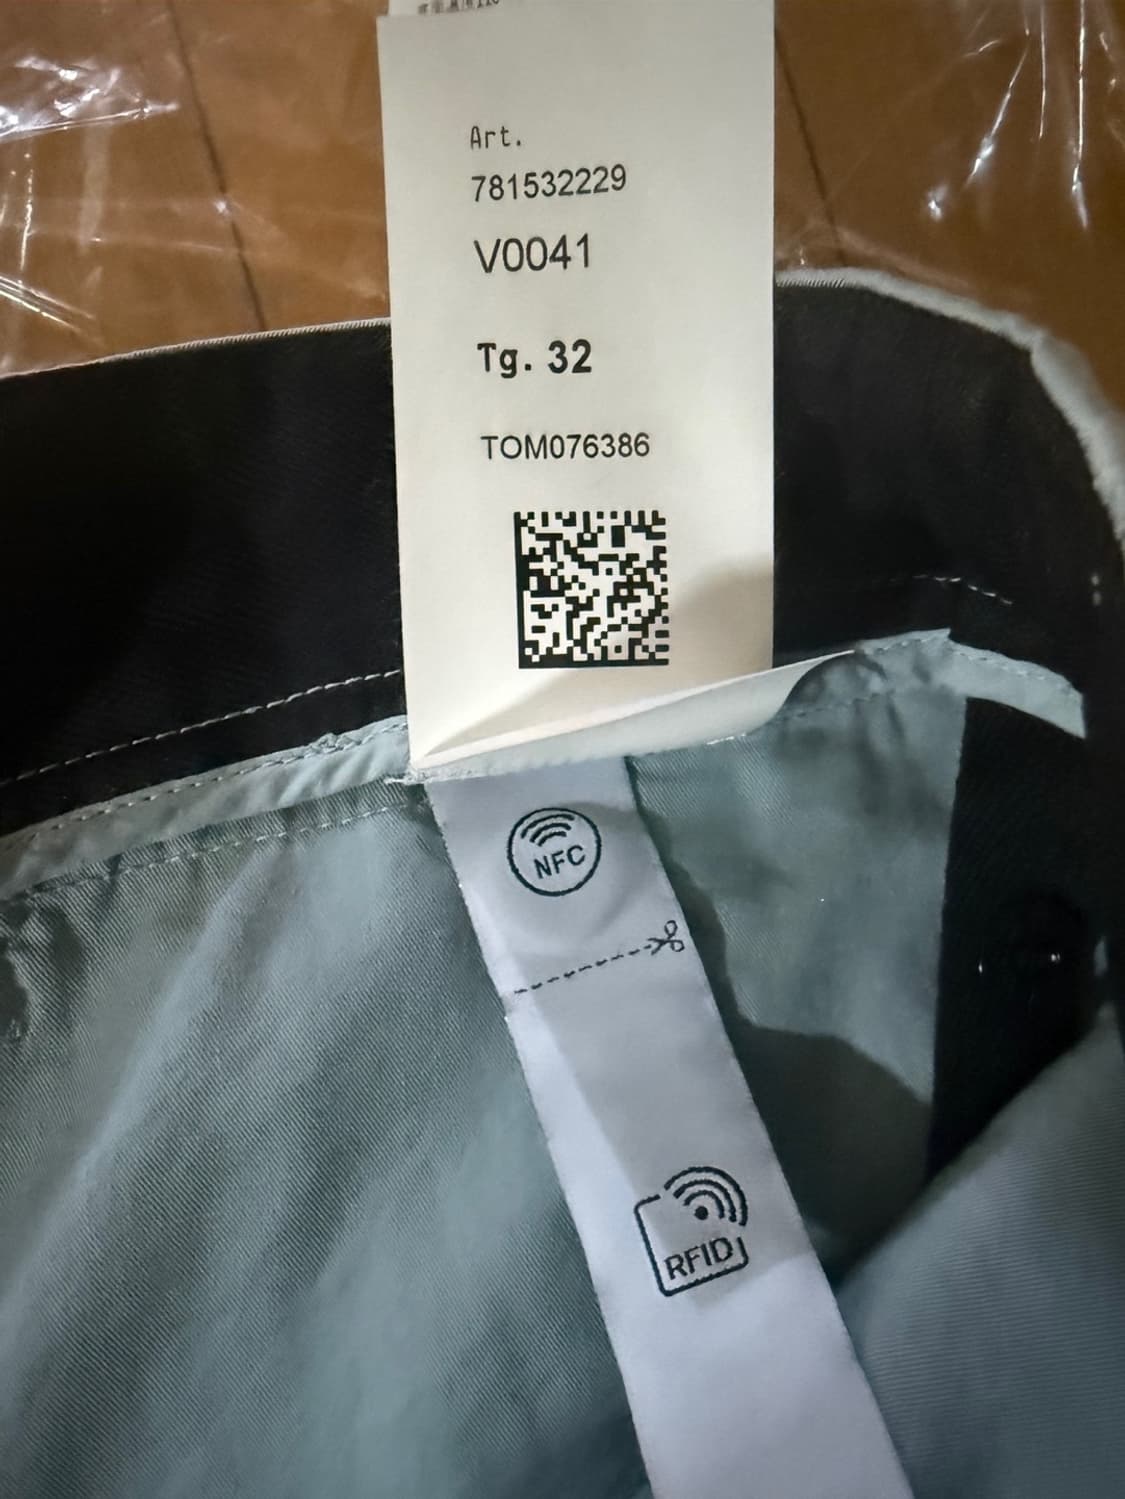 Art.
781532229
V0041
Tg. 32
TOM076386
NFC
RFID